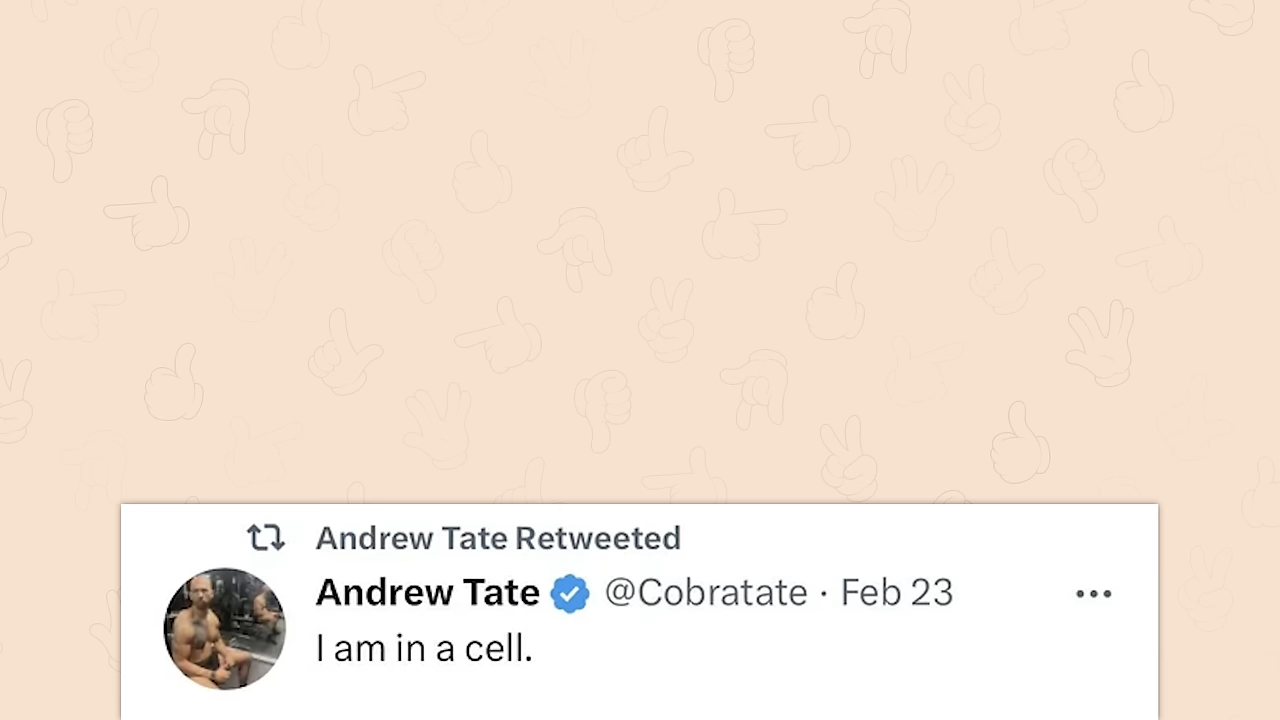 Andrew Tate Retweeted
Andrew Tate @Cobratate · Feb 23
I am in a cell.